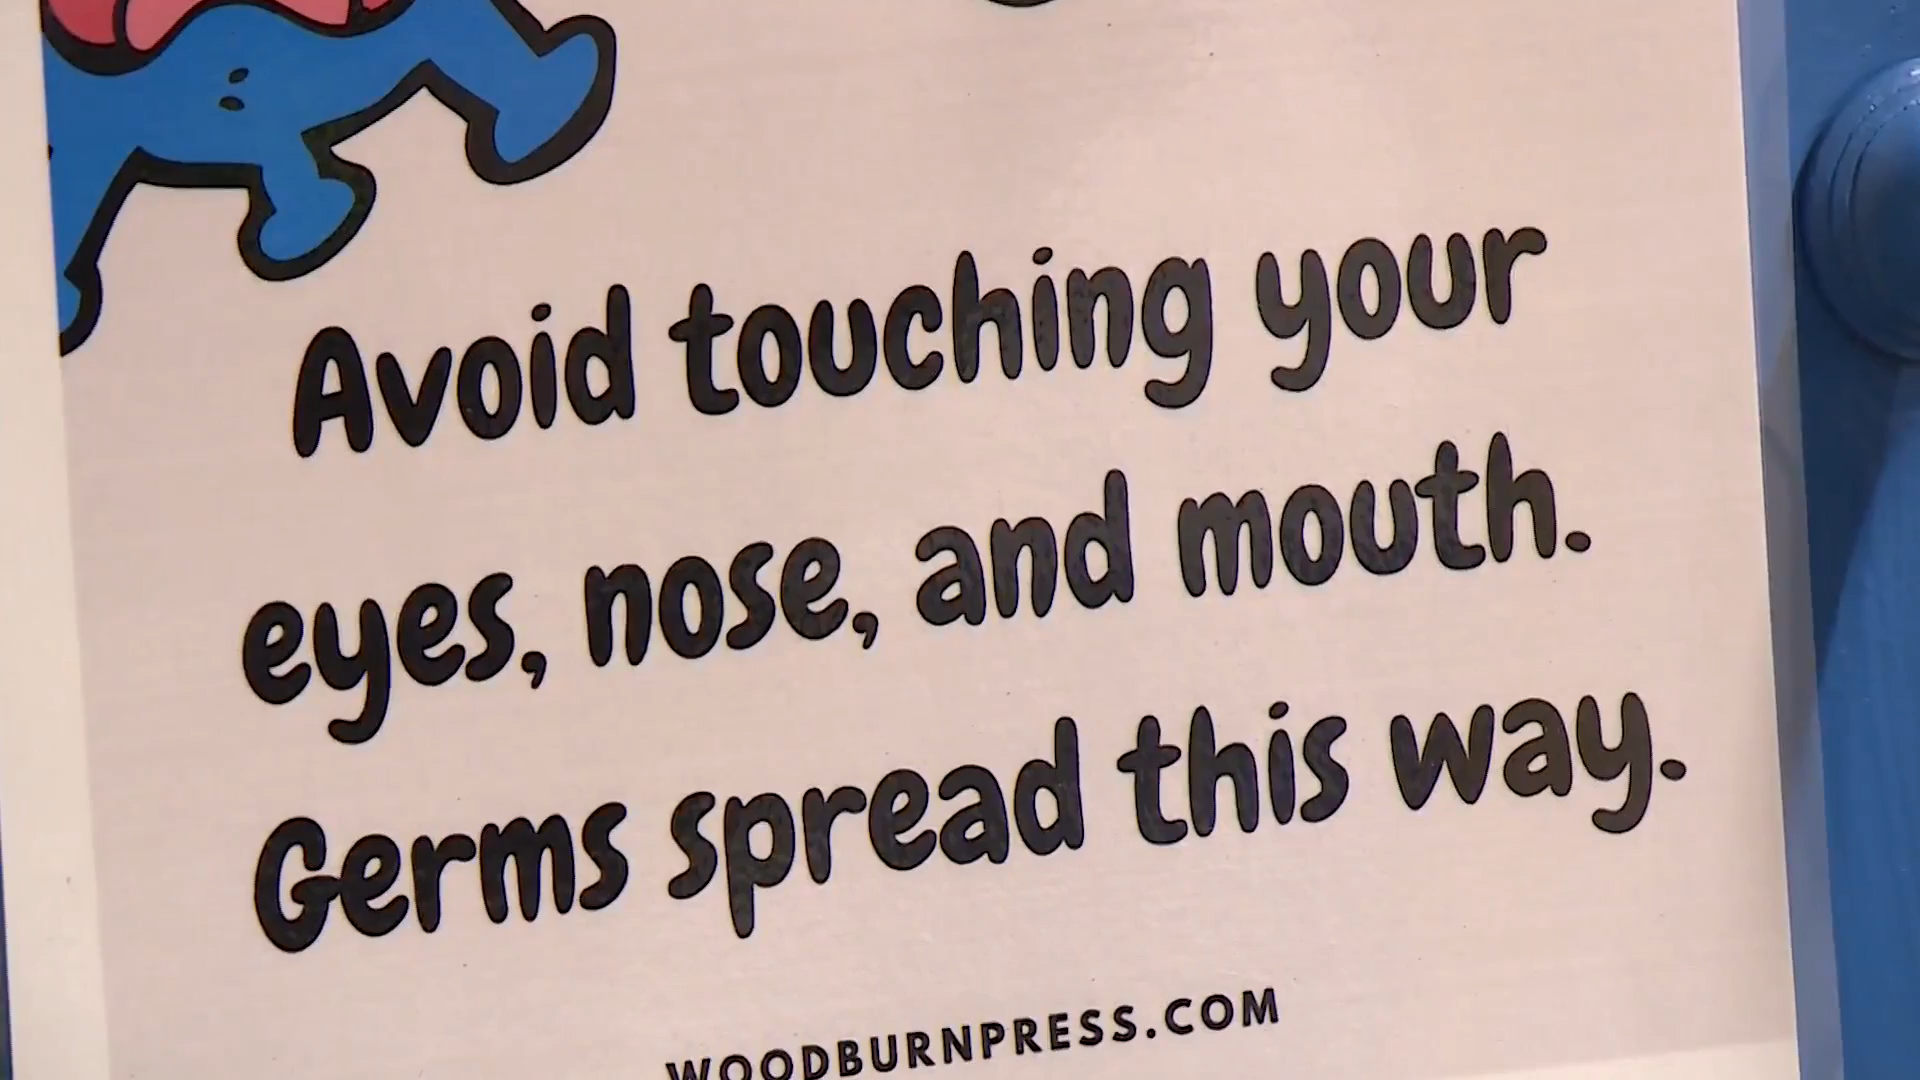 Avoid touching your
eyes, nose, and mouth.
Germs spread this way.
WOODBURNPRESS.COM